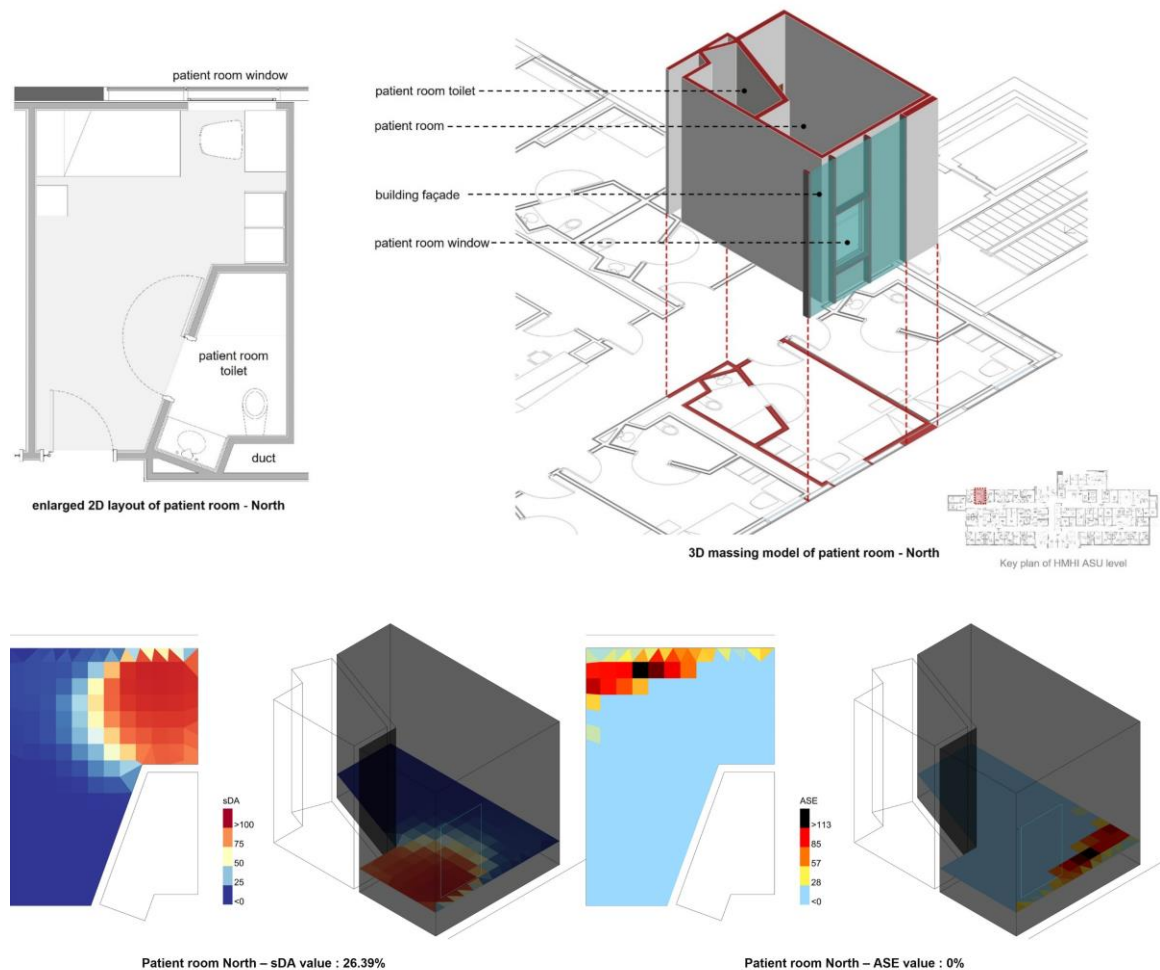 patient room window
patient room
toilet
duct
enlarged 2D layout of patient room - North
patient room toilet
patient room
building façade
patient room window
3D massing model of patient room - North
Key plan of HMHI ASU level
sDA
>100
75
50
25
<0
Patient room North – sDA value : 26.39%
ASE
>113
85
57
28
<0
Patient room North – ASE value : 0%